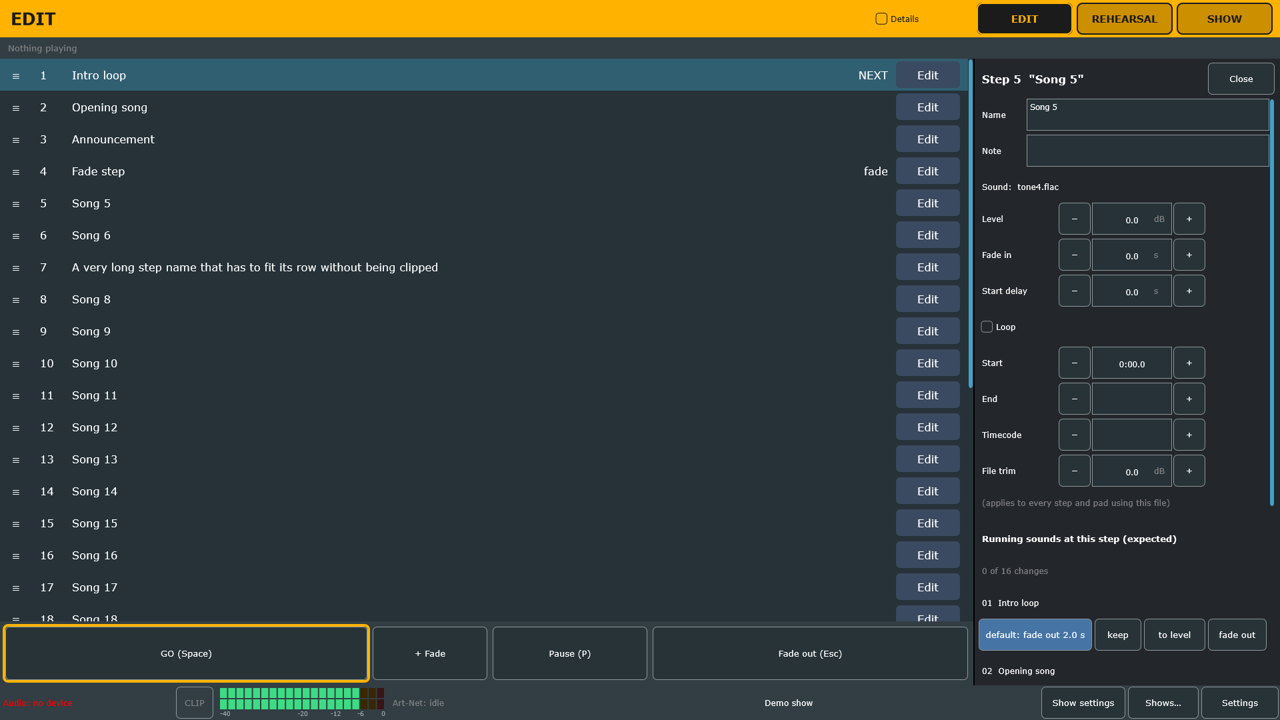 EDIT
Details
EDIT
REHEARSAL
SHOW
Nothing playing
1 Intro loop NEXT Edit
2 Opening song Edit
3 Announcement Edit
4 Fade step fade Edit
5 Song 5 Edit
6 Song 6 Edit
7 A very long step name that has to fit its row without being clipped Edit
8 Song 8 Edit
9 Song 9 Edit
10 Song 10 Edit
11 Song 11 Edit
12 Song 12 Edit
13 Song 13 Edit
14 Song 14 Edit
15 Song 15 Edit
16 Song 16 Edit
17 Song 17 Edit
18 Song 18 Edit
GO (Space)
+ Fade
Pause (P)
Fade out (Esc)
Step 5 "Song 5"
Close
Name Song 5
Note
Sound: tone4.flac
Level − 0.0 dB +
Fade in − 0.0 s +
Start delay − 0.0 s +
Loop
Start − 0:00.0 +
End − +
Timecode − +
File trim − 0.0 dB +
(applies to every step and pad using this file)
Running sounds at this step (expected)
0 of 16 changes
01 Intro loop
default: fade out 2.0 s
keep
to level
fade out
02 Opening song
Audio: no device
CLIP
-40 -20 -12 -6 0
Art-Net: idle
Demo show
Show settings
Shows...
Settings